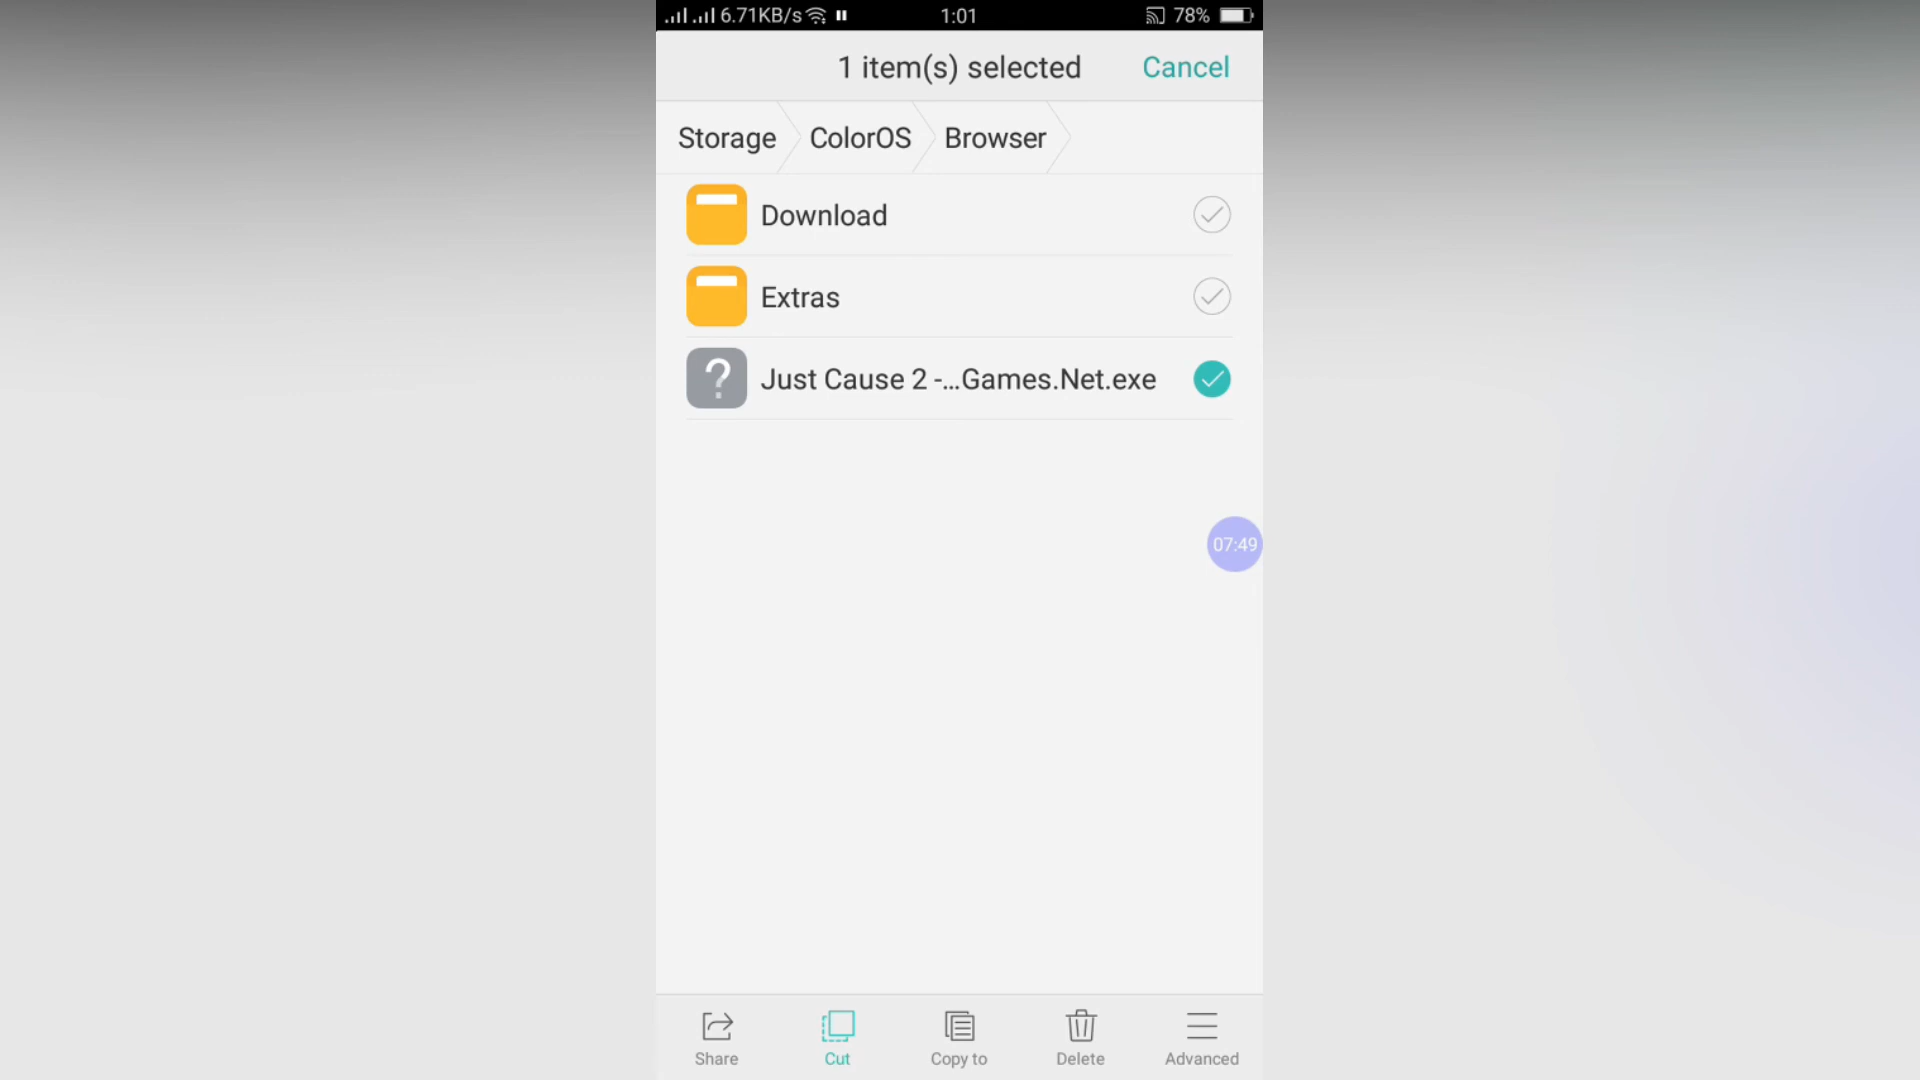 6.71KB/s 1:01 78%
1 item(s) selected Cancel
Storage ColorOS Browser
Download
Extras
Just Cause 2 -...Games.Net.exe
07:49
Share Cut Copy to Delete Advanced